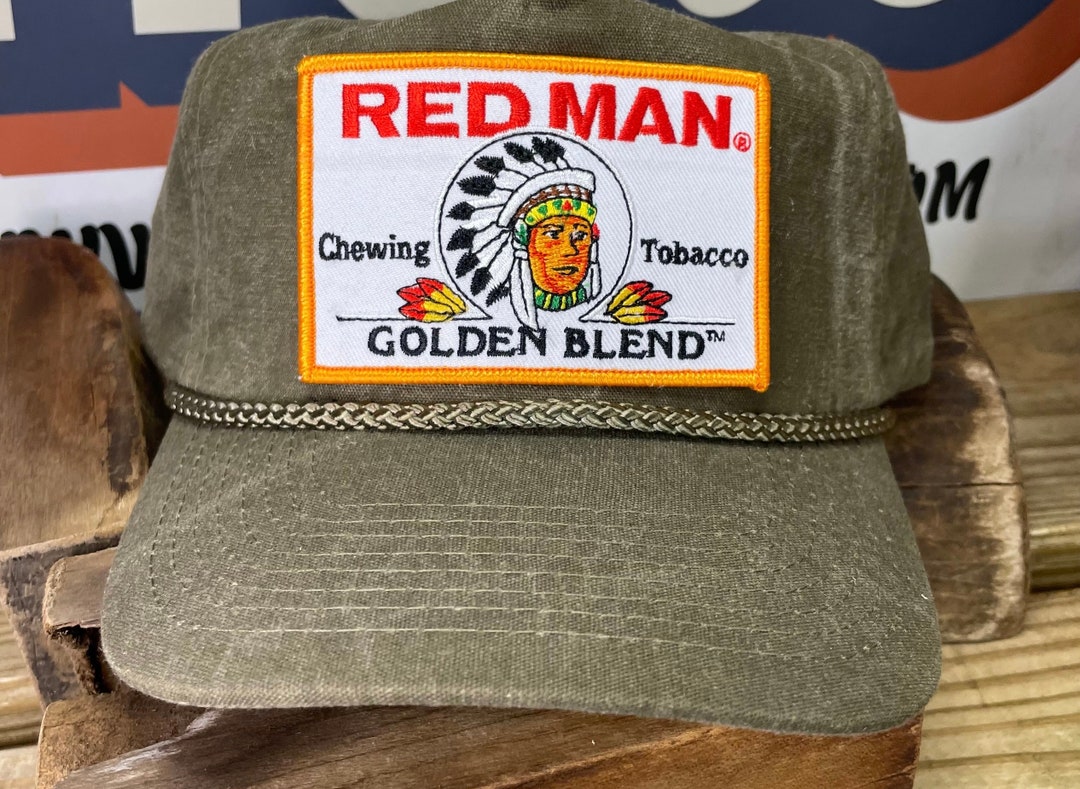 RED MAN®
Chewing Tobacco
GOLDEN BLEND™